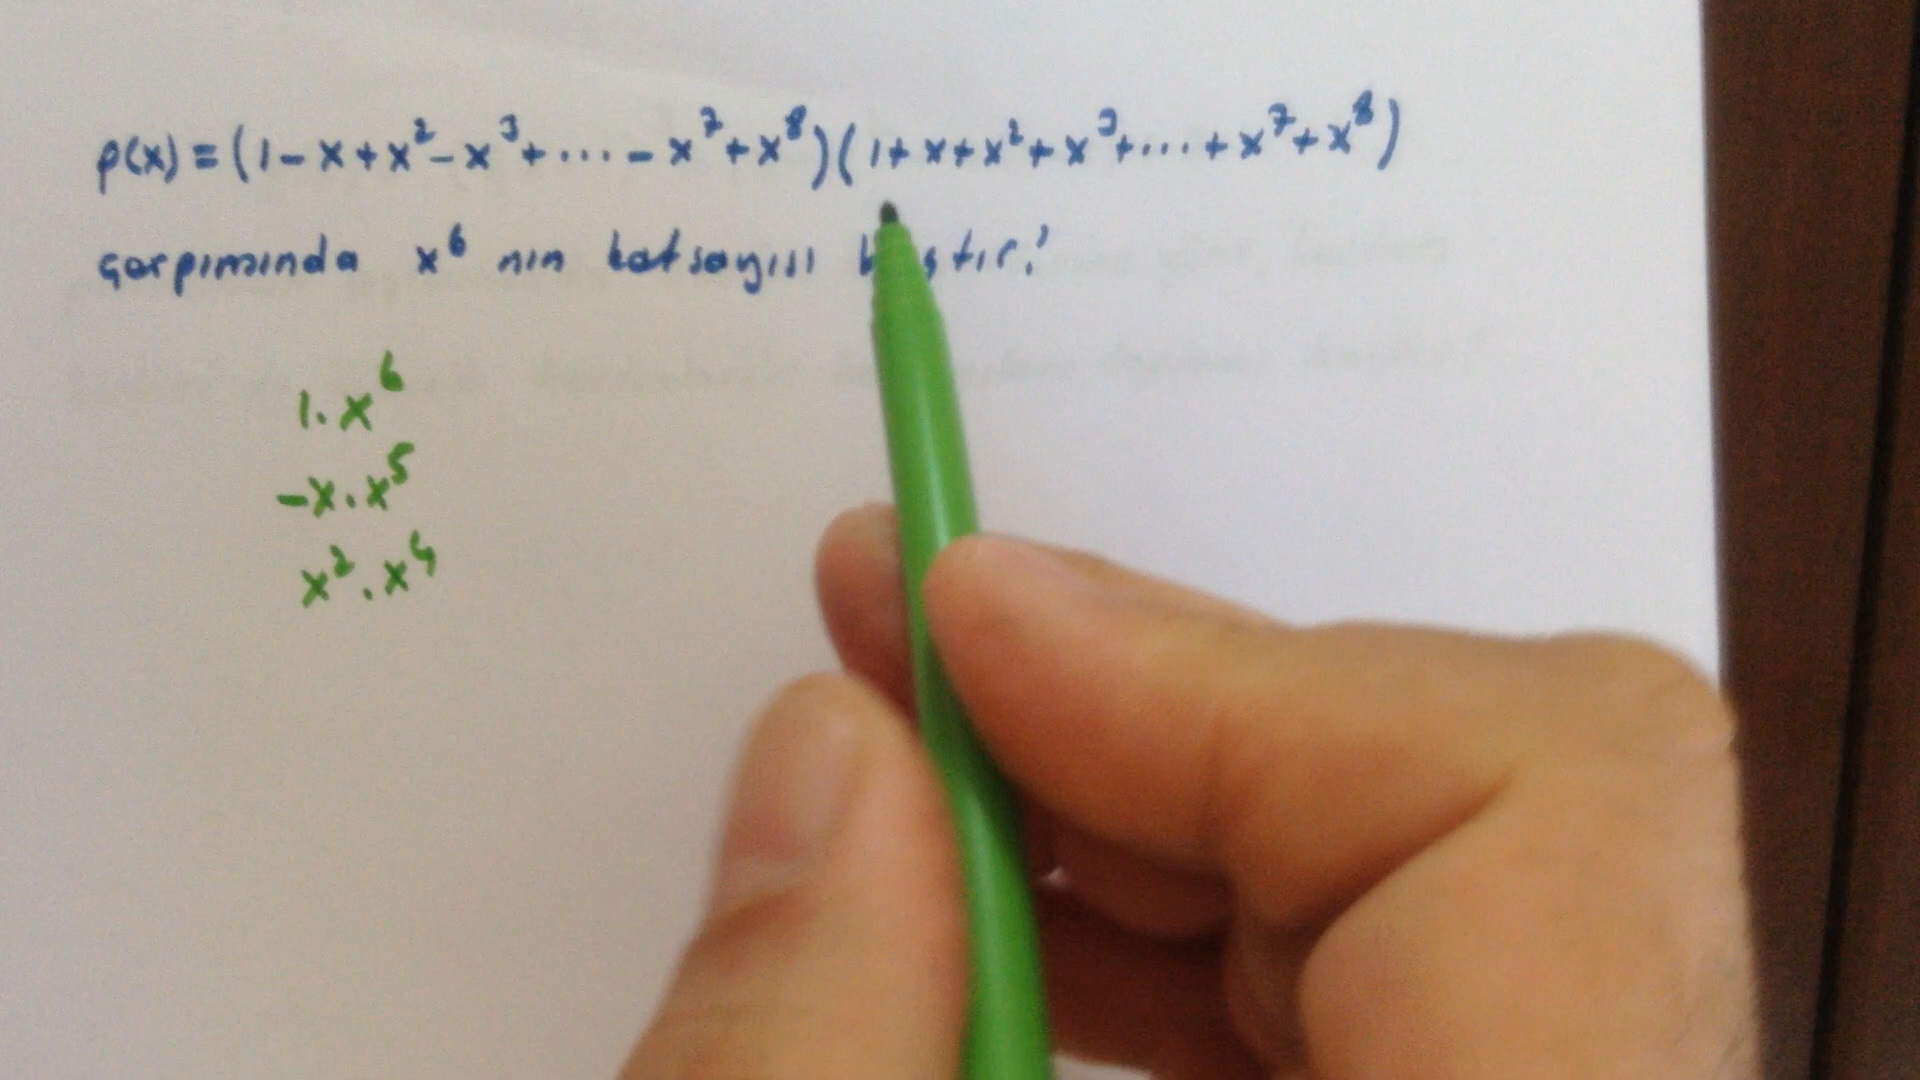 p(x) = (1 - x + x² - x³ + ... - x⁷ + x⁸)(1 + x + x² + x³ + ... + x⁷ + x⁸)
çarpımında x⁶ nın katsayısı
1. x⁶
-x . x⁵
x² . x⁴